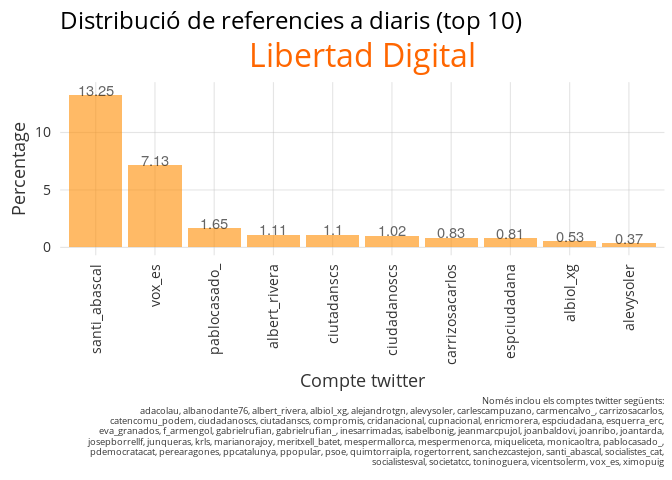 Distribució de referencies a diaris (top 10)
Libertad Digital
Percentage
10
5
0
13.25
7.13
1.65
1.11
1.1
1.02
0.83
0.81
0.53
0.37
santi_abascal
vox_es
pablocasado_
albert_rivera
ciutadanscs
ciudadanoscs
carrizosacarlos
espciudadana
albiol_xg
alevysoler
Compte twitter
Només inclou els comptes twitter següents:
adacolau, albanodante76, albert_rivera, albiol_xg, alejandrotgn, alevysoler, carlescampuzano, carmencalvo_, carrizosacarlos,
catencomu_podem, ciudadanoscs, ciutadanscs, compromis, cridanacional, cupnacional, enricmorera, espciudadana, esquerra_erc,
eva_granados, f_armengol, gabrielrufian, gabrielrufian_, inesarrimadas, isabelbonig, jeanmarcpujol, joanbaldovi, joanribo, joantarda,
josepborrellf, junqueras, krls, marianorajoy, meritxell_batet, mespermallorca, mespermenorca, miqueliceta, monicaoltra, pablocasado_,
pdemocratacat, perearagones, ppcatalunya, ppopular, psoe, quimtorraipla, rogertorrent, sanchezcastejon, santi_abascal, socialistes_cat,
socialistesval, societatcc, toninoguera, vicentsolerm, vox_es, ximopuig